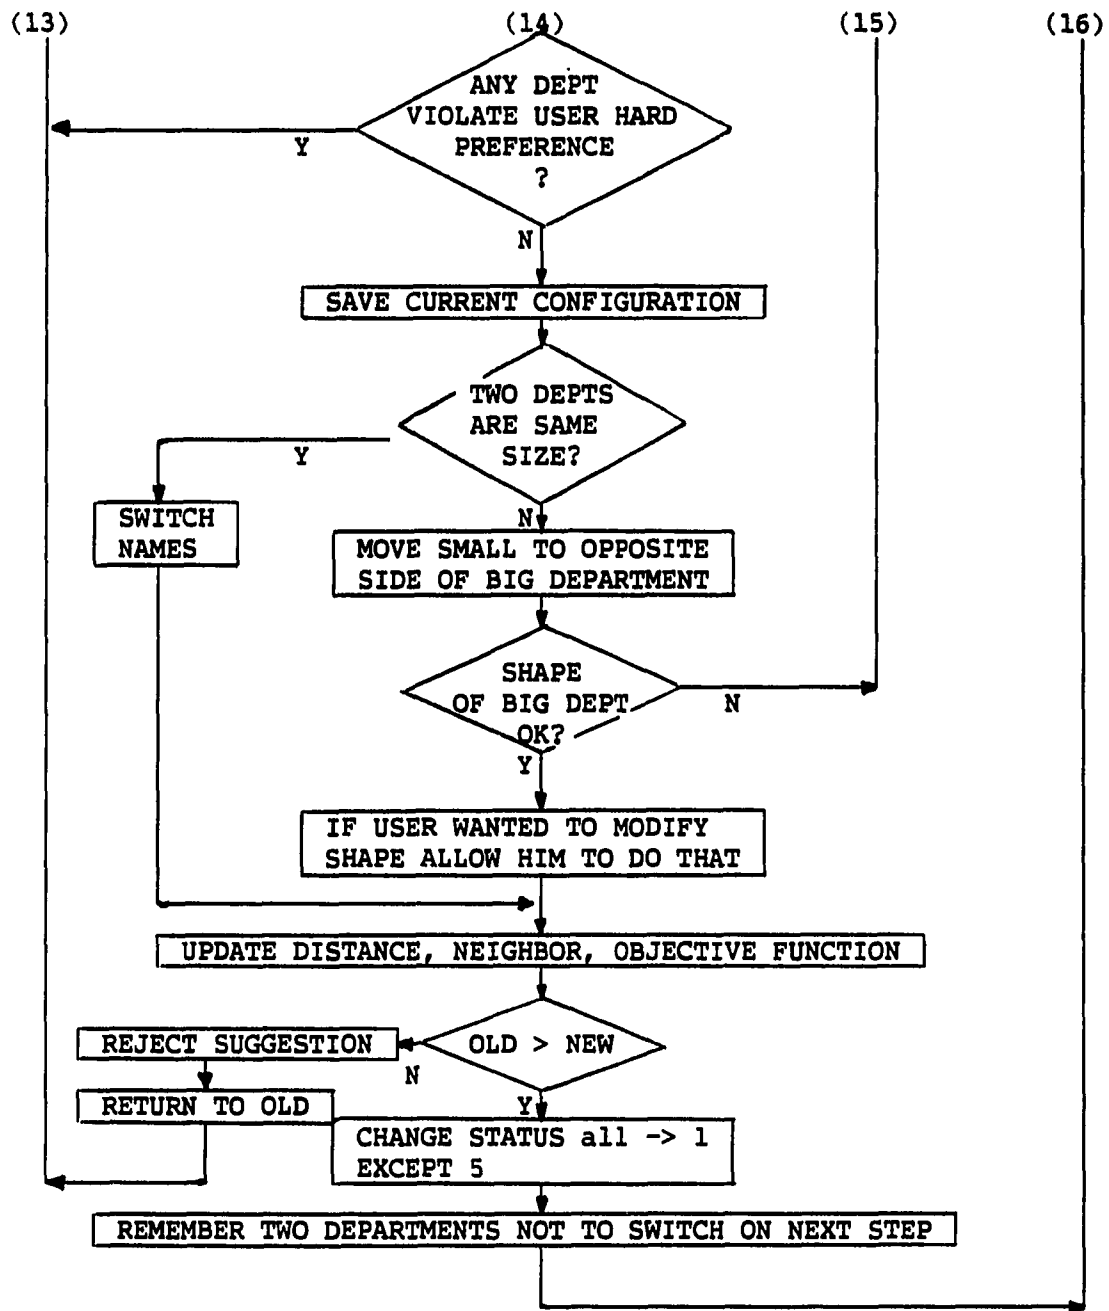 (13) (14) (15) (16)
ANY DEPT
VIOLATE USER HARD
PREFERENCE
?
Y
N
SAVE CURRENT CONFIGURATION
TWO DEPTS
ARE SAME
SIZE?
Y
N
SWITCH
NAMES
MOVE SMALL TO OPPOSITE
SIDE OF BIG DEPARTMENT
SHAPE
OF BIG DEPT
OK?
N
Y
IF USER WANTED TO MODIFY
SHAPE ALLOW HIM TO DO THAT
UPDATE DISTANCE, NEIGHBOR, OBJECTIVE FUNCTION
OLD > NEW
REJECT SUGGESTION
N
RETURN TO OLD
Y
CHANGE STATUS all -> 1
EXCEPT 5
REMEMBER TWO DEPARTMENTS NOT TO SWITCH ON NEXT STEP